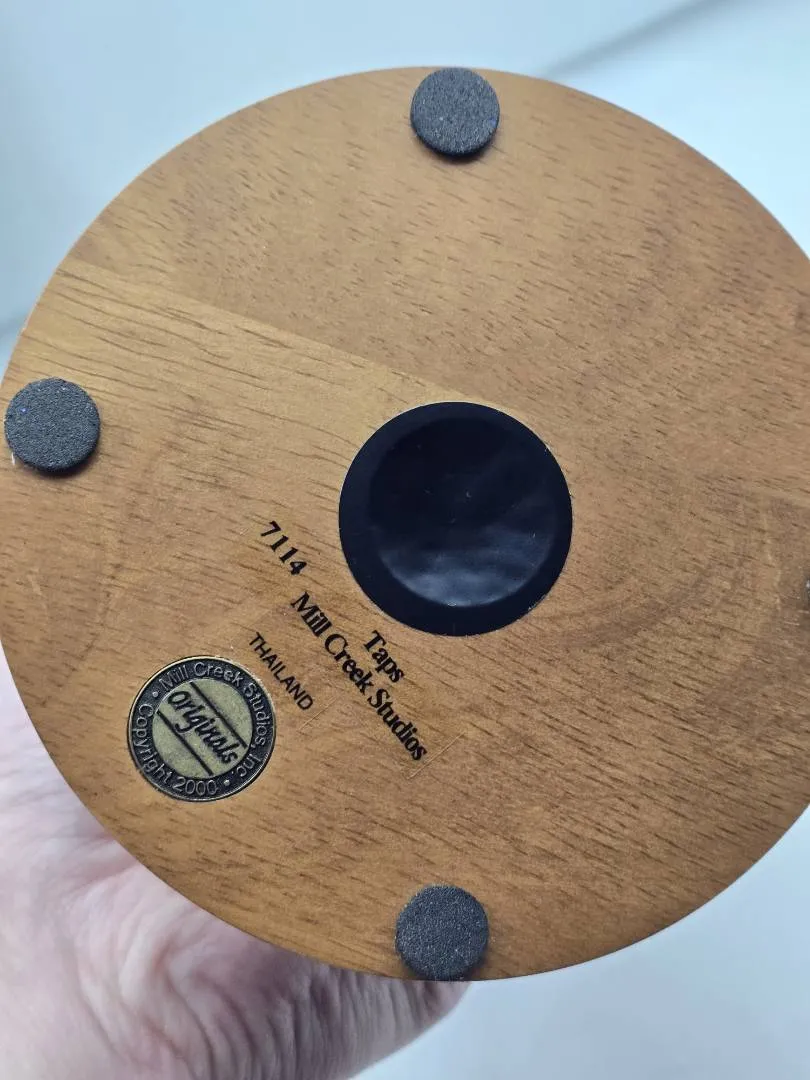 7114
Taps
Mill Creek Studios
THAILAND
Mill Creek Studios, Inc.
originals
Copyright 2000